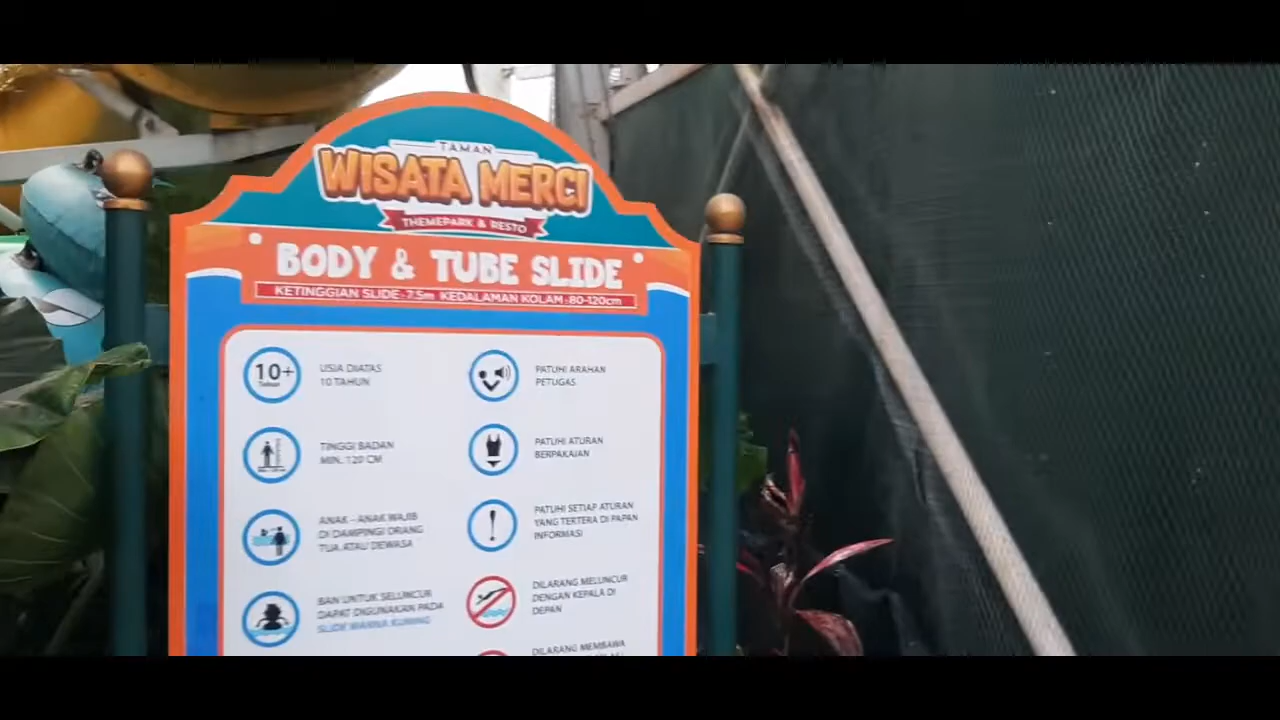 TAMAN
WISATA MERCI
THEMEPARK & RESTO
BODY & TUBE SLIDE
KETINGGIAN SLIDE : 7.5m KEDALAMAN KOLAM : 80-120cm
10+
Tahun
USIA DIATAS
10 TAHUN
TINGGI BADAN
MIN. 120 CM
ANAK - ANAK WAJIB
DI DAMPINGI ORANG
TUA ATAU DEWASA
BAN UNTUK SELUNCUR
DAPAT DIGUNAKAN PADA
SLIDE WARNA KUNING
PATUHI ARAHAN
PETUGAS
PATUHI ATURAN
BERPAKAIAN
PATUHI SETIAP ATURAN
YANG TERTERA DI PAPAN
INFORMASI
DILARANG MELUNCUR
DENGAN KEPALA DI
DEPAN
DILARANG MEMBAWA